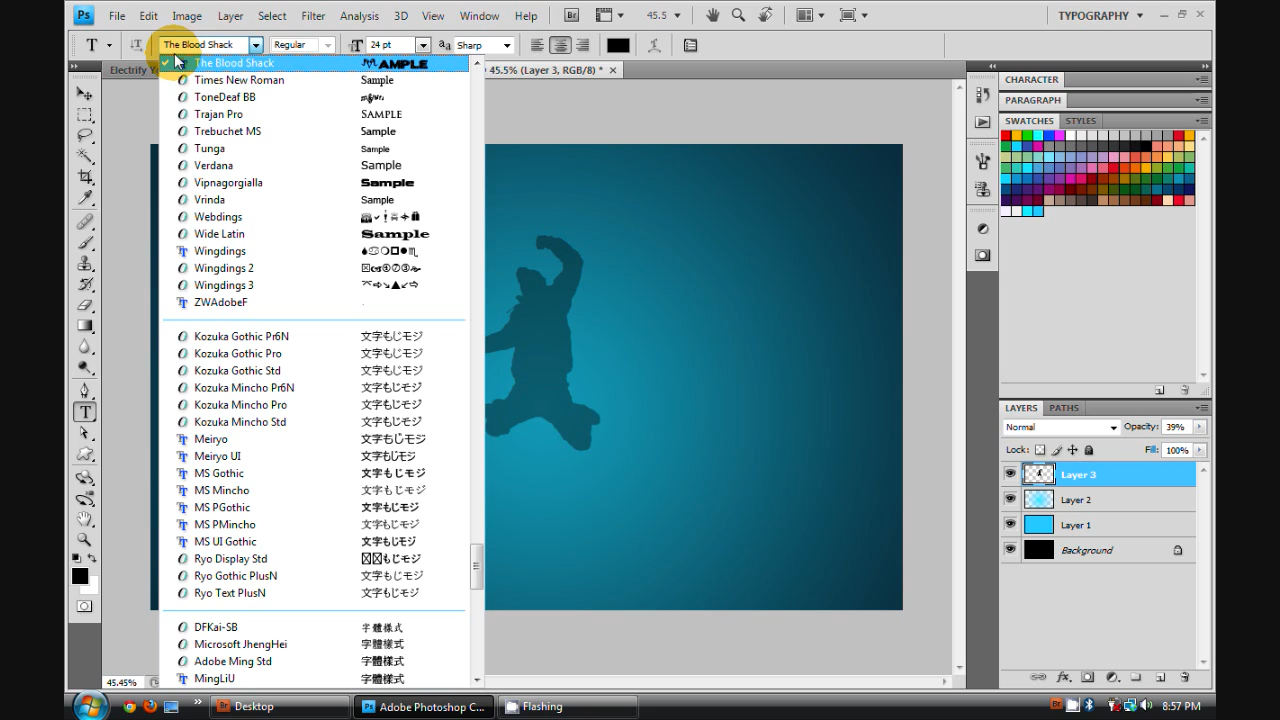 Ps File Edit Image Layer Select Filter Analysis 3D View Window Help Br 45.5 TYPOGRAPHY
T The Blood Shack Regular 24 pt Sharp
Electrify 45.5% (Layer 3, RGB/8) *
The Blood Shack AMPLE
Times New Roman Sample
ToneDeaf BB
Trajan Pro SAMPLE
Trebuchet MS Sample
Tunga Sample
Verdana Sample
Vipnagorgialla Sample
Vrinda Sample
Webdings
Wide Latin Sample
Wingdings
Wingdings 2
Wingdings 3
ZWAdobeF
Kozuka Gothic Pr6N 文字もじモジ
Kozuka Gothic Pro 文字もじモジ
Kozuka Gothic Std 文字もじモジ
Kozuka Mincho Pr6N 文字もじモジ
Kozuka Mincho Pro 文字もじモジ
Kozuka Mincho Std 文字もじモジ
Meiryo 文字もじモジ
Meiryo UI 文字もじモジ
MS Gothic 文字もじモジ
MS Mincho 文字もじモジ
MS PGothic 文字もじモジ
MS PMincho 文字もじモジ
MS UI Gothic 文字もじモジ
Ryo Display Std もじモジ
Ryo Gothic PlusN 文字もじモジ
Ryo Text PlusN 文字もじモジ
DFKai-SB 字體樣式
Microsoft JhengHei 字體樣式
Adobe Ming Std 字體樣式
MingLiU 字體樣式
CHARACTER
PARAGRAPH
SWATCHES STYLES
LAYERS PATHS
Normal Opacity: 39%
Lock: Fill: 100%
Layer 3
Layer 2
Layer 1
Background
45.45%
Desktop Adobe Photoshop C... Flashing Br 8:57 PM